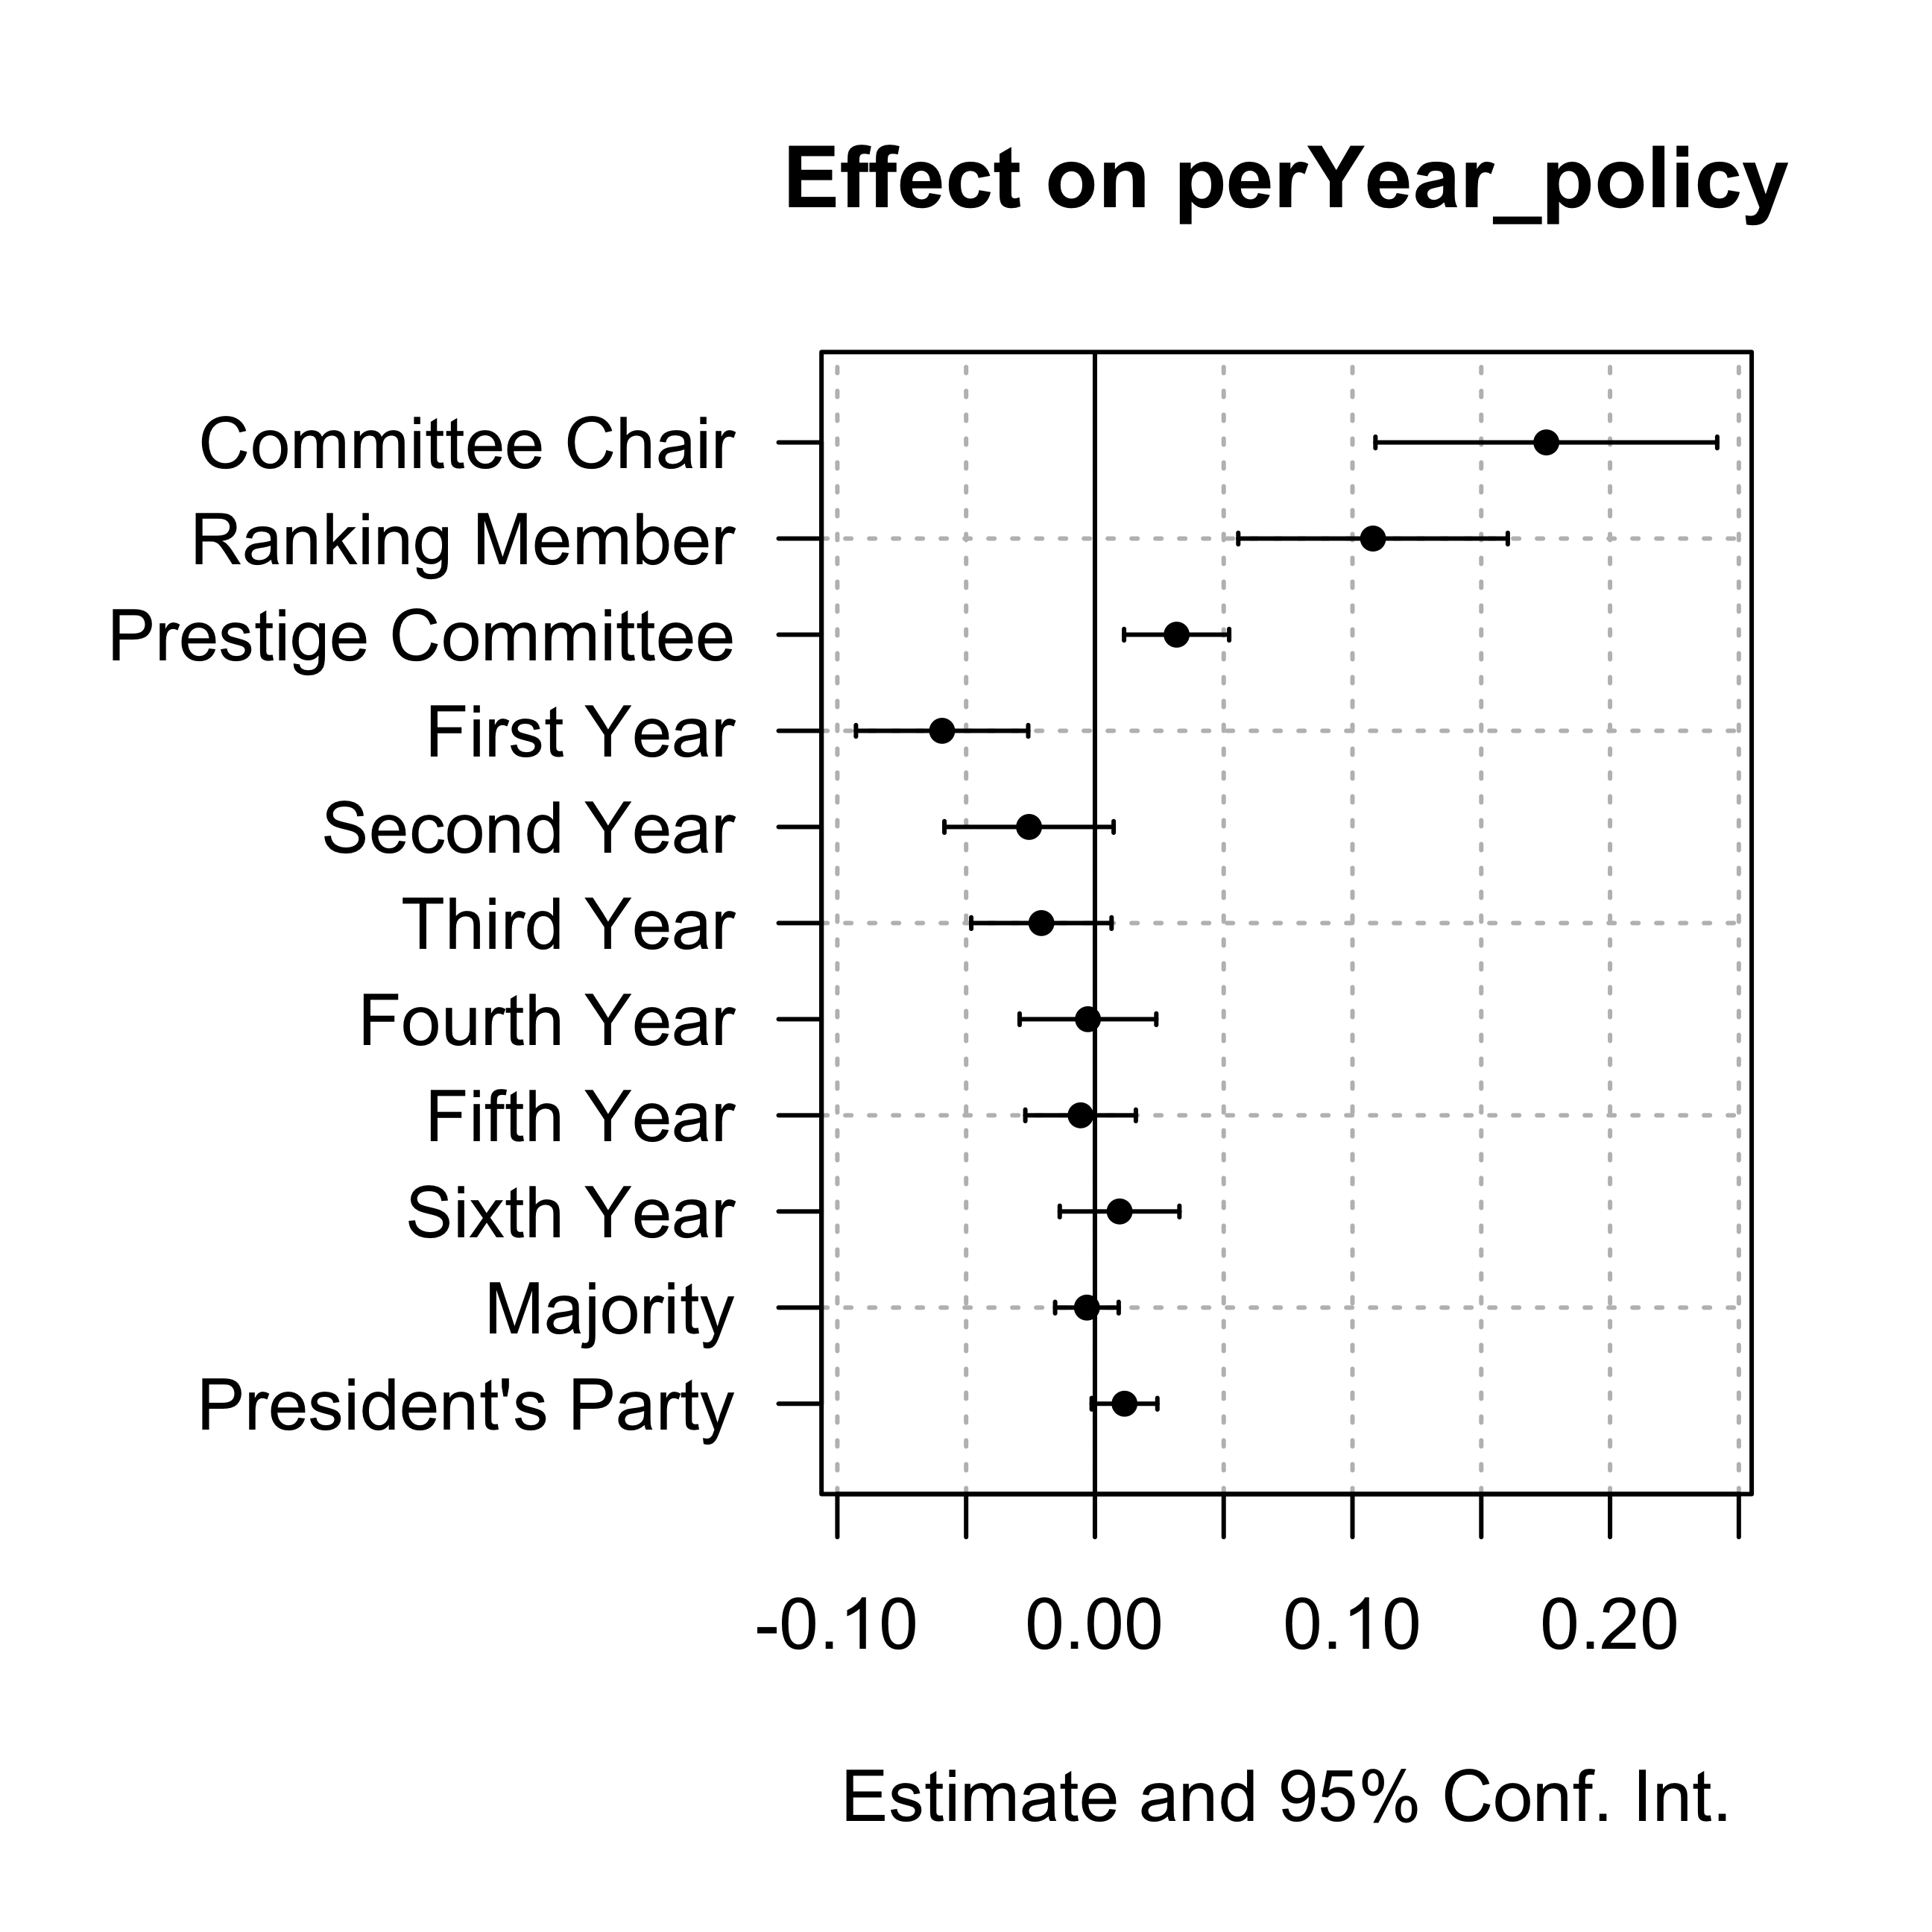 Effect on perYear_policy
Committee Chair
Ranking Member
Prestige Committee
First Year
Second Year
Third Year
Fourth Year
Fifth Year
Sixth Year
Majority
President's Party
-0.10 0.00 0.10 0.20
Estimate and 95% Conf. Int.